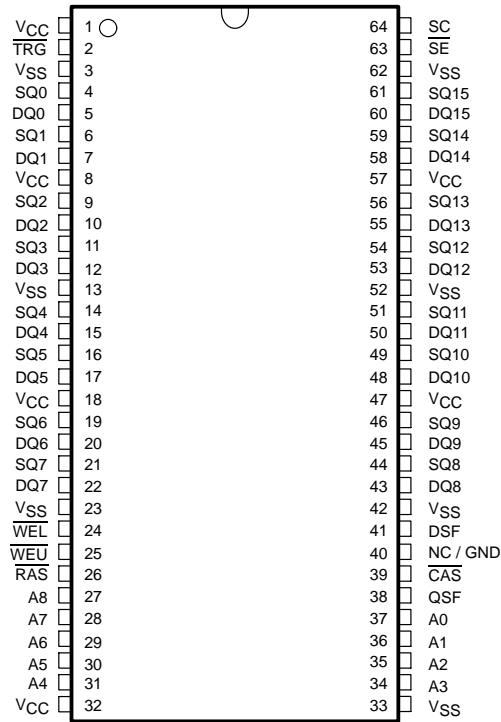 VCC 1 64 SC
TRG 2 63 SE
VSS 3 62 VSS
SQ0 4 61 SQ15
DQ0 5 60 DQ15
SQ1 6 59 SQ14
DQ1 7 58 DQ14
VCC 8 57 VCC
SQ2 9 56 SQ13
DQ2 10 55 DQ13
SQ3 11 54 SQ12
DQ3 12 53 DQ12
VSS 13 52 VSS
SQ4 14 51 SQ11
DQ4 15 50 DQ11
SQ5 16 49 SQ10
DQ5 17 48 DQ10
VCC 18 47 VCC
SQ6 19 46 SQ9
DQ6 20 45 DQ9
SQ7 21 44 SQ8
DQ7 22 43 DQ8
VSS 23 42 VSS
WEL 24 41 DSF
WEU 25 40 NC / GND
RAS 26 39 CAS
A8 27 38 QSF
A7 28 37 A0
A6 29 36 A1
A5 30 35 A2
A4 31 34 A3
VCC 32 33 VSS